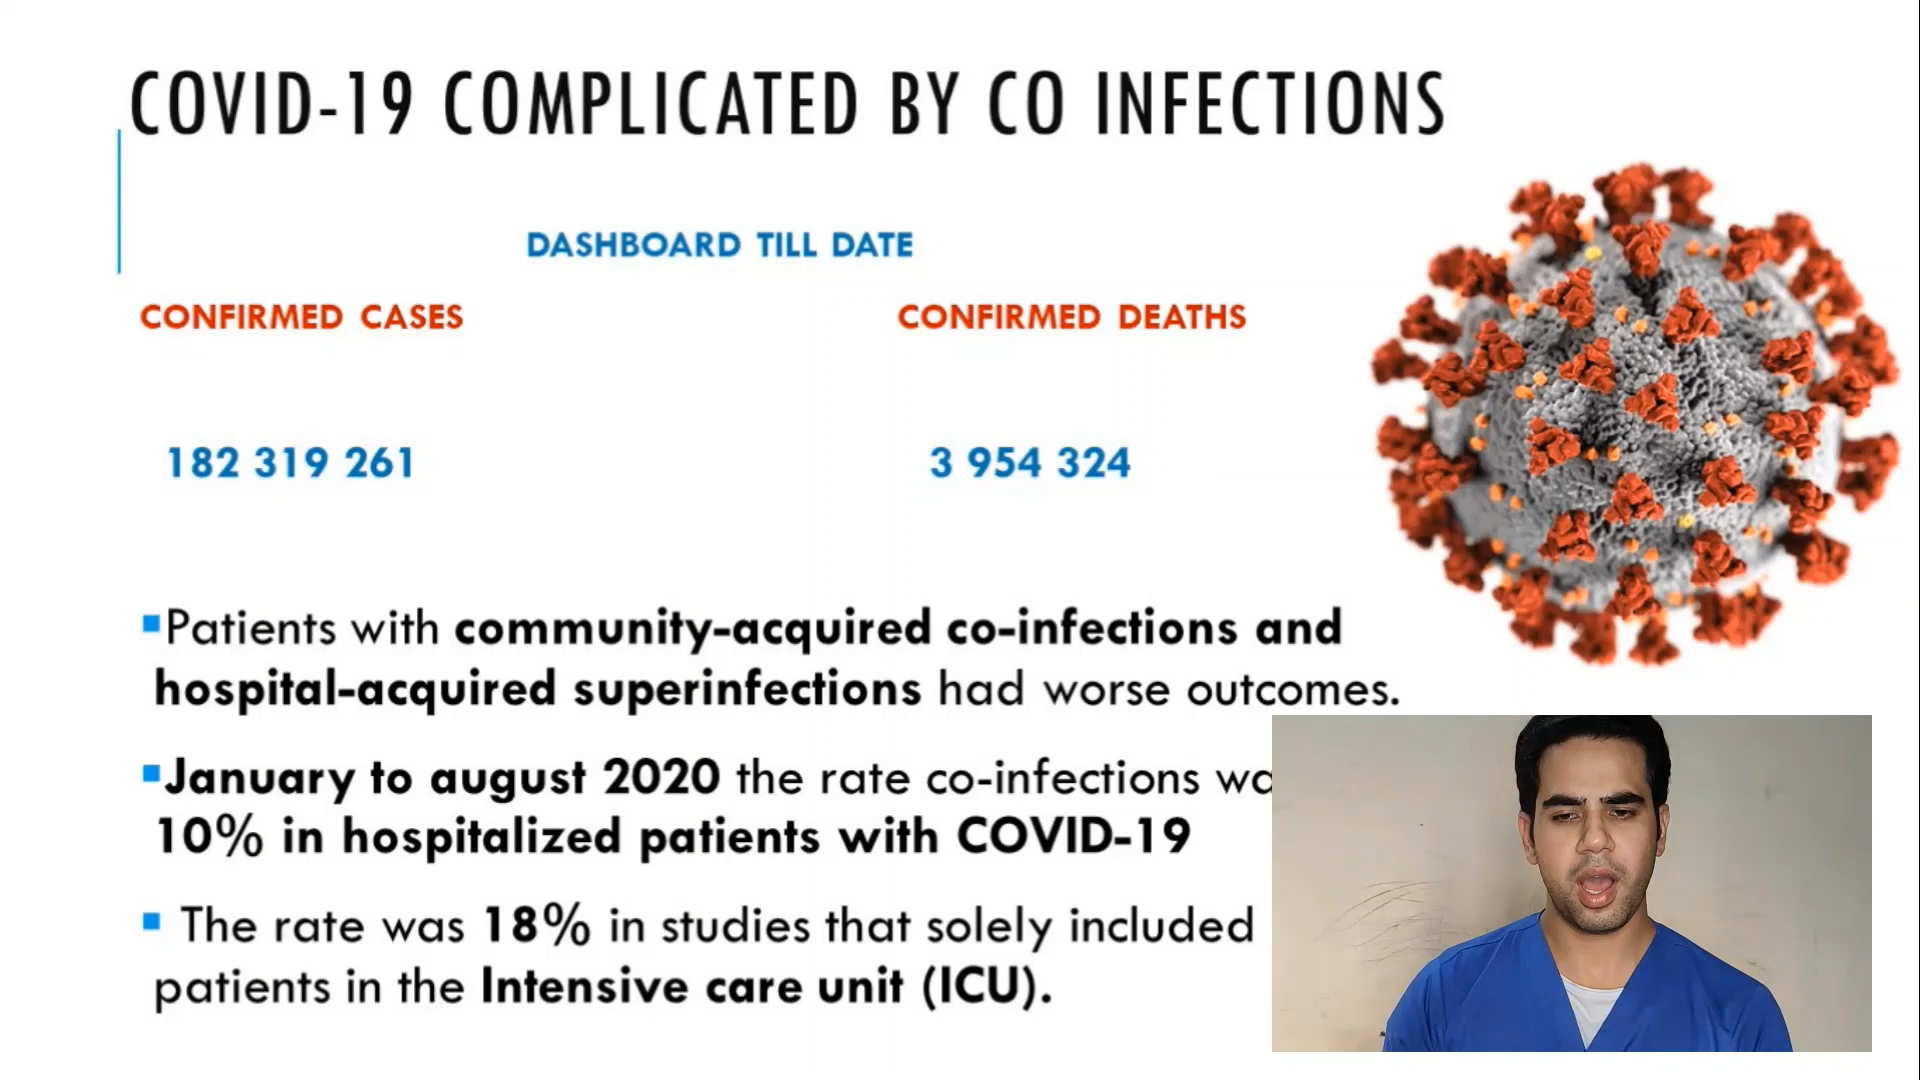 COVID-19 COMPLICATED BY CO INFECTIONS
DASHBOARD TILL DATE
CONFIRMED CASES
CONFIRMED DEATHS
182 319 261
3 954 324
Patients with community-acquired co-infections and
hospital-acquired superinfections had worse outcomes.
January to august 2020 the rate co-infections
10% in hospitalized patients with COVID-19
The rate was 18% in studies that solely included
patients in the Intensive care unit (ICU).